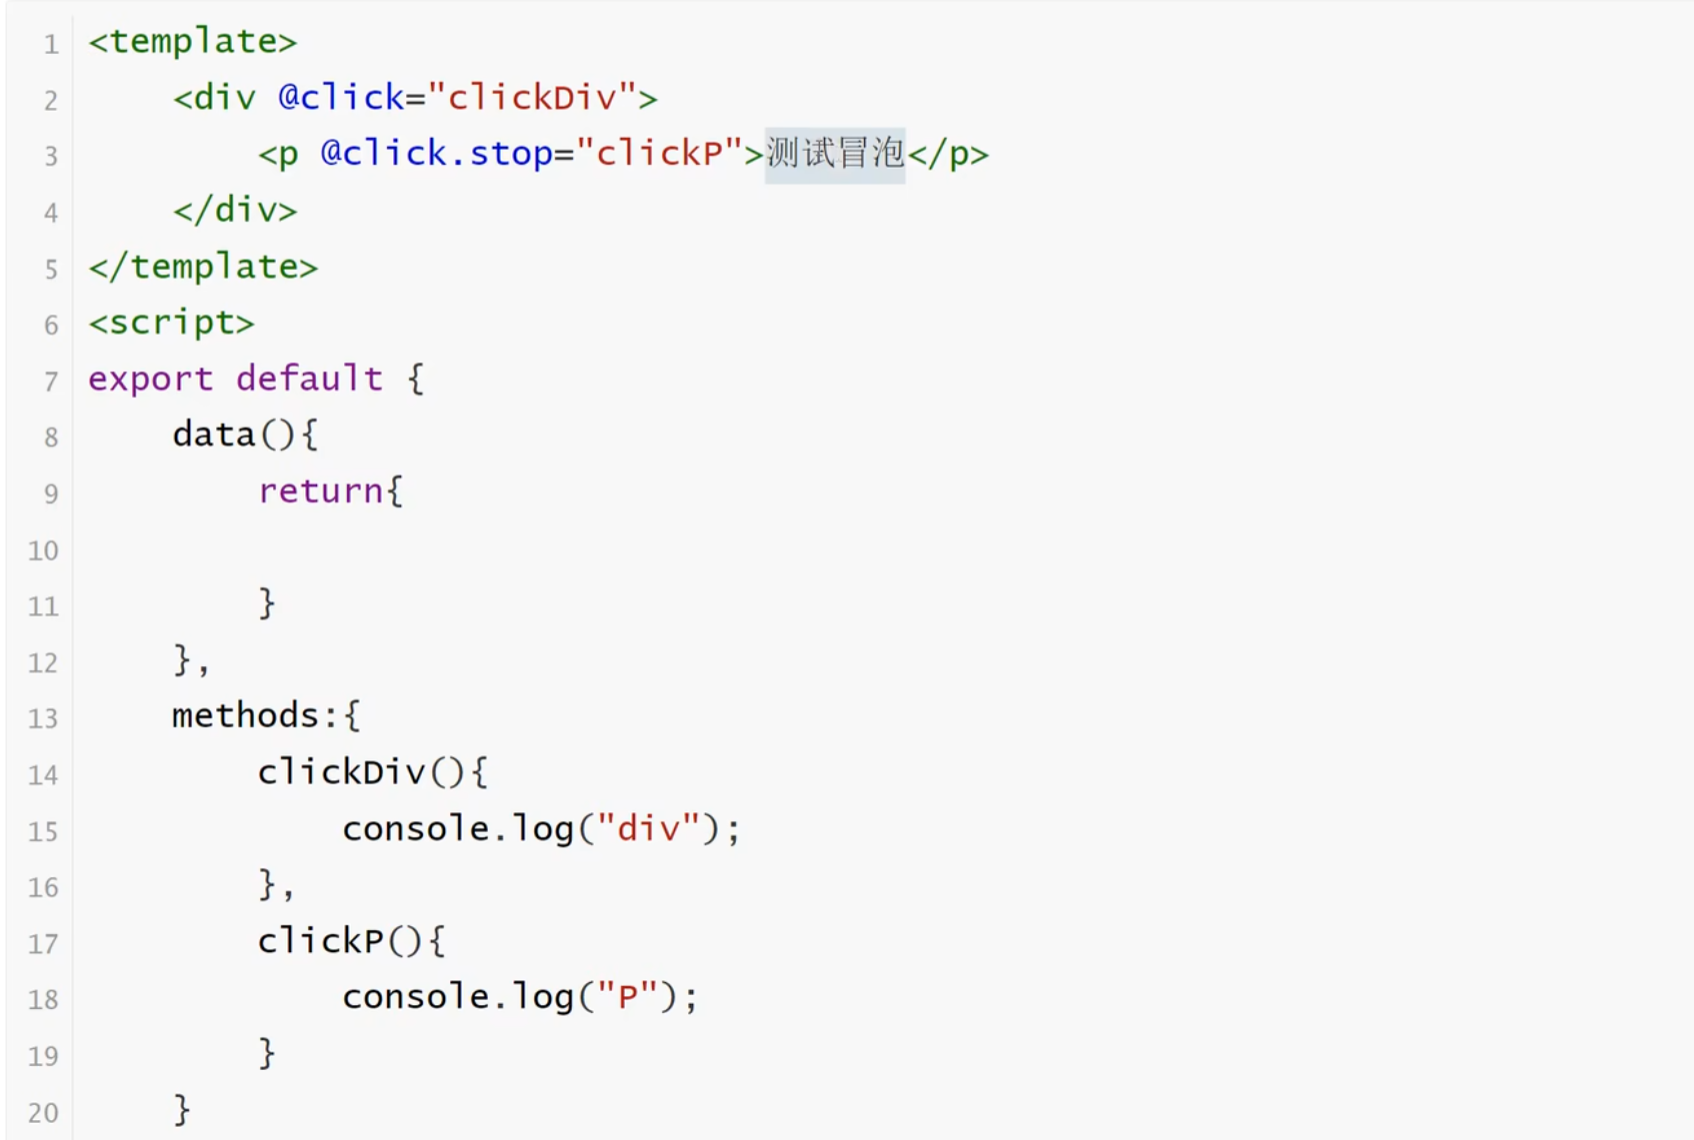 1 <template>
2     <div @click="clickDiv">
3         <p @click.stop="clickP">测试冒泡</p>
4     </div>
5 </template>
6 <script>
7 export default {
8     data(){
9         return{
10
11         }
12     },
13     methods:{
14         clickDiv(){
15             console.log("div");
16         },
17         clickP(){
18             console.log("P");
19         }
20     }